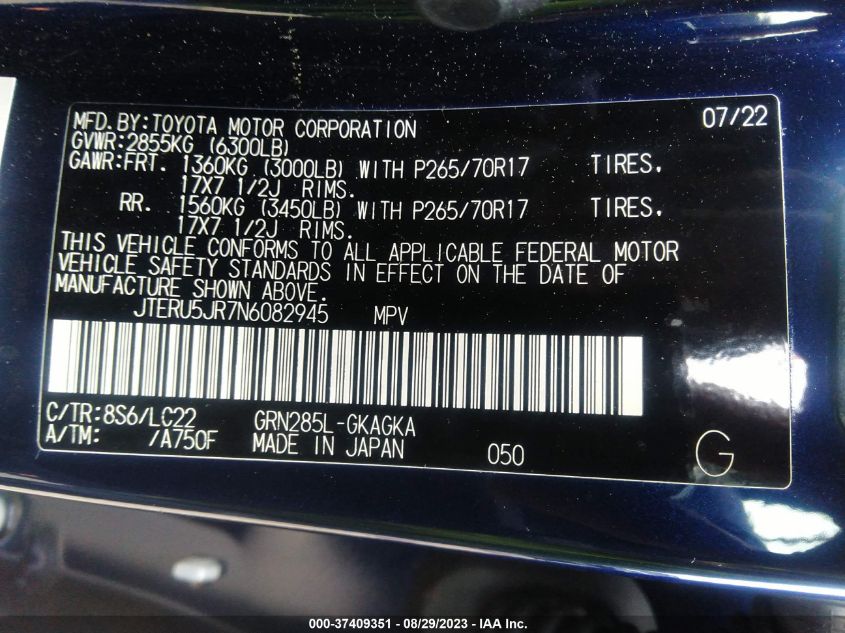 MFD.BY:TOYOTA MOTOR CORPORATION 07/22
GVWR:2855KG (6300LB)
GAWR:FRT. 1360KG (3000LB) WITH P265/70R17 TIRES.
17X7 1/2J RIMS.
RR. 1560KG (3450LB) WITH P265/70R17 TIRES.
17X7 1/2J RIMS.
THIS VEHICLE CONFORMS TO ALL APPLICABLE FEDERAL MOTOR
VEHICLE SAFETY STANDARDS IN EFFECT ON THE DATE OF
MANUFACTURE SHOWN ABOVE.
JTERU5JR7N6082945 MPV
C/TR:8S6/LC22 GRN285L-GKAGKA
A/TM: /A750F MADE IN JAPAN 050 G
000-37409351 / 08/29/2023 / IAA Inc.